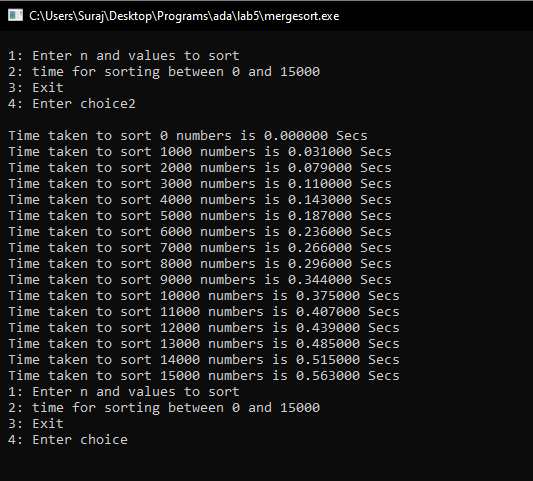 C:\Users\Suraj\Desktop\Programs\ada\lab5\mergesort.exe
1: Enter n and values to sort
2: time for sorting between 0 and 15000
3: Exit
4: Enter choice2
Time taken to sort 0 numbers is 0.000000 Secs
Time taken to sort 1000 numbers is 0.031000 Secs
Time taken to sort 2000 numbers is 0.079000 Secs
Time taken to sort 3000 numbers is 0.110000 Secs
Time taken to sort 4000 numbers is 0.143000 Secs
Time taken to sort 5000 numbers is 0.187000 Secs
Time taken to sort 6000 numbers is 0.236000 Secs
Time taken to sort 7000 numbers is 0.266000 Secs
Time taken to sort 8000 numbers is 0.296000 Secs
Time taken to sort 9000 numbers is 0.344000 Secs
Time taken to sort 10000 numbers is 0.375000 Secs
Time taken to sort 11000 numbers is 0.407000 Secs
Time taken to sort 12000 numbers is 0.439000 Secs
Time taken to sort 13000 numbers is 0.485000 Secs
Time taken to sort 14000 numbers is 0.515000 Secs
Time taken to sort 15000 numbers is 0.563000 Secs
1: Enter n and values to sort
2: time for sorting between 0 and 15000
3: Exit
4: Enter choice